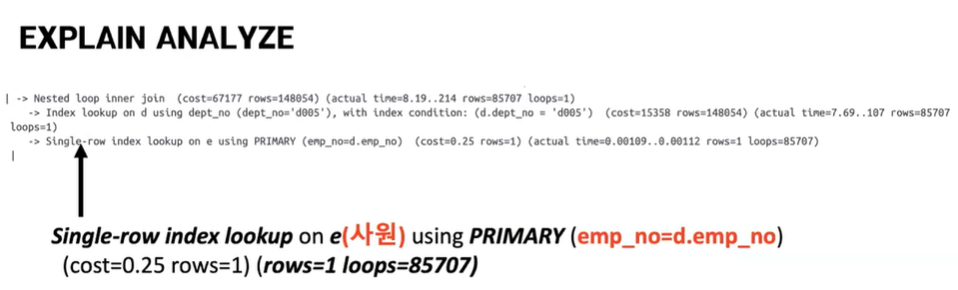 EXPLAIN ANALYZE
| -> Nested loop inner join (cost=67177 rows=148054) (actual time=8.19..214 rows=85707 loops=1)
-> Index lookup on d using dept_no (dept_no='d005'), with index condition: (d.dept_no = 'd005') (cost=15358 rows=148054) (actual time=7.69..107 rows=85707
loops=1)
-> Single-row index lookup on e using PRIMARY (emp_no=d.emp_no) (cost=0.25 rows=1) (actual time=0.00109..0.00112 rows=1 loops=85707)
|
Single-row index lookup on e(사원) using PRIMARY (emp_no=d.emp_no)
(cost=0.25 rows=1) (rows=1 loops=85707)